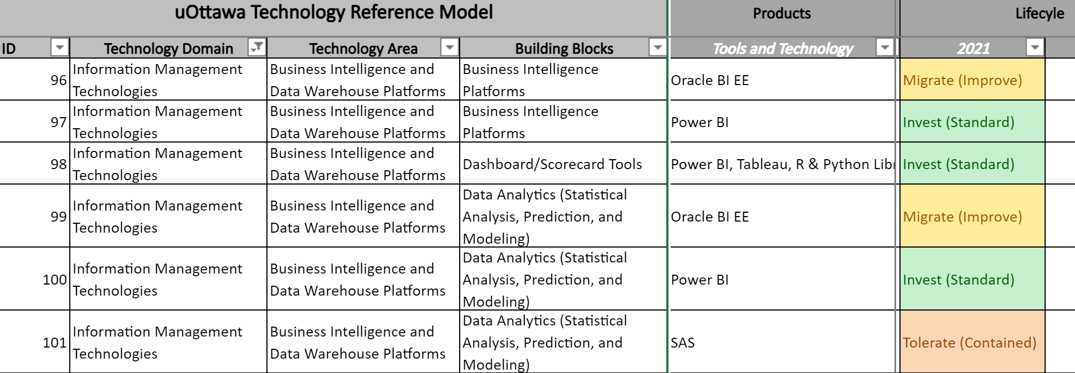 uOttawa Technology Reference Model Products Lifecyle
ID Technology Domain Technology Area Building Blocks Tools and Technology 2021
96 Information Management Technologies Business Intelligence and Data Warehouse Platforms Business Intelligence Platforms Oracle BI EE Migrate (Improve)
97 Information Management Technologies Business Intelligence and Data Warehouse Platforms Business Intelligence Platforms Power BI Invest (Standard)
98 Information Management Technologies Business Intelligence and Data Warehouse Platforms Dashboard/Scorecard Tools Power BI, Tableau, R & Python Invest (Standard)
99 Information Management Technologies Business Intelligence and Data Warehouse Platforms Data Analytics (Statistical Analysis, Prediction, and Modeling) Oracle BI EE Migrate (Improve)
100 Information Management Technologies Business Intelligence and Data Warehouse Platforms Data Analytics (Statistical Analysis, Prediction, and Modeling) Power BI Invest (Standard)
101 Information Management Technologies Business Intelligence and Data Warehouse Platforms Data Analytics (Statistical Analysis, Prediction, and Modeling) SAS Tolerate (Contained)